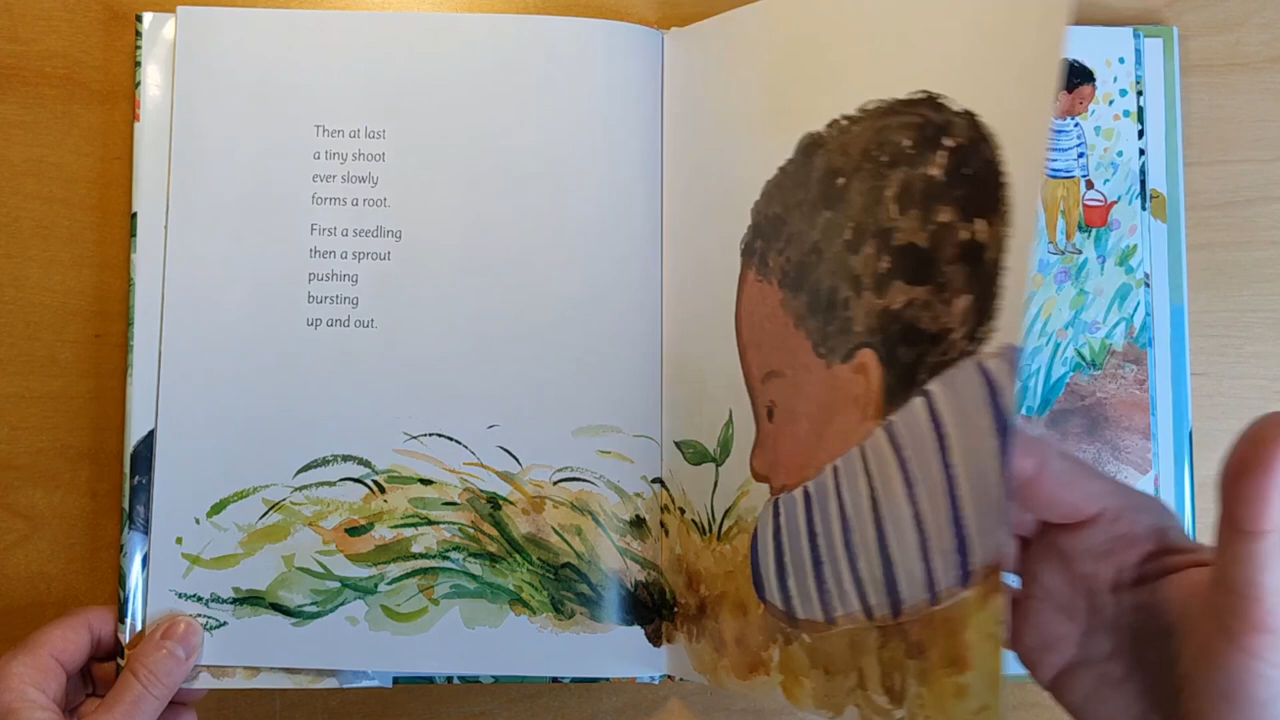 Then at last
a tiny shoot
ever slowly
forms a root.
First a seedling
then a sprout
pushing
bursting
up and out.